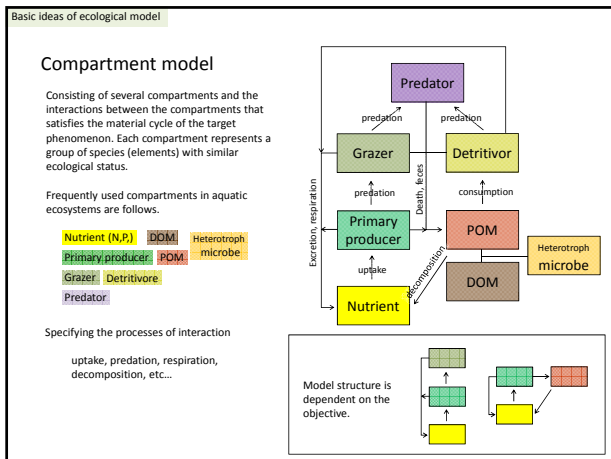 Basic ideas of ecological model
Compartment model
Consisting of several compartments and the
interactions between the compartments that
satisfies the material cycle of the target
phenomenon. Each compartment represents a
group of species (elements) with similar
ecological status.
Frequently used compartments in aquatic
ecosystems are follows.
Nutrient (N,P,)
DOM
Heterotroph
microbe
Primary producer
POM
Grazer
Detritivore
Predator
Specifying the processes of interaction
uptake, predation, respiration,
decomposition, etc…
Predator
predation
predation
Grazer
Detritivor
Excretion, respiration
predation
Death, feces
consumption
Primary
producer
POM
Heterotroph
microbe
uptake
decomposition
DOM
Nutrient
Model structure is
dependent on the
objective.